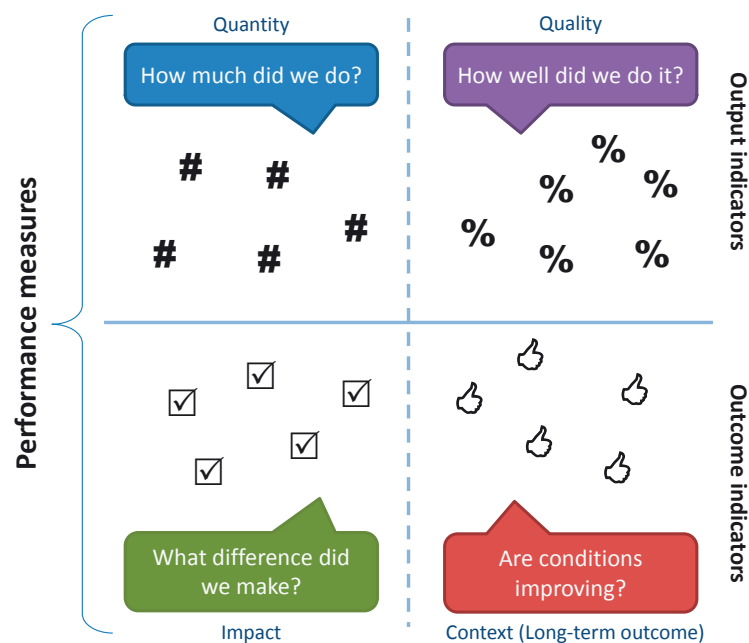 Quantity
Quality
How much did we do?
How well did we do it?
Output indicators
# # # # #
% % % % % %
Performance measures
Outcome indicators
What difference did
we make?
Are conditions
improving?
Impact
Context (Long-term outcome)